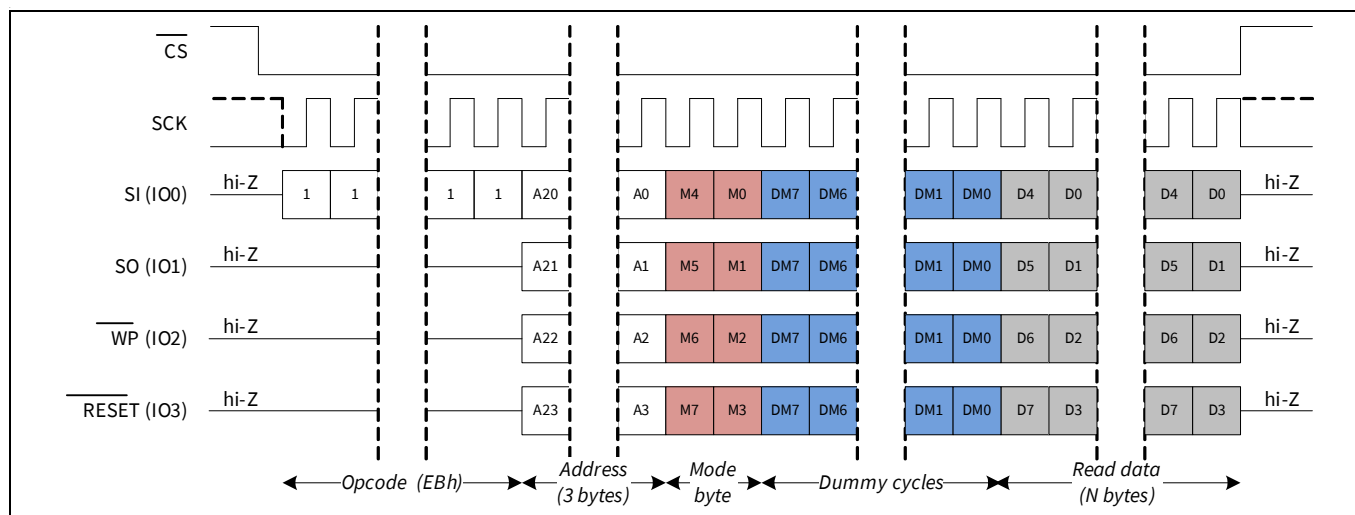 CS
SCK
SI (IO0) hi-Z 1 1 1 1 A20 A0 M4 M0 DM7 DM6 DM1 DM0 D4 D0 D4 D0 hi-Z
SO (IO1) hi-Z A21 A1 M5 M1 DM7 DM6 DM1 DM0 D5 D1 D5 D1 hi-Z
WP (IO2) hi-Z A22 A2 M6 M2 DM7 DM6 DM1 DM0 D6 D2 D6 D2 hi-Z
RESET (IO3) hi-Z A23 A3 M7 M3 DM7 DM6 DM1 DM0 D7 D3 D7 D3 hi-Z
Opcode (EBh) Address Mode Dummy cycles Read data
(3 bytes) byte (N bytes)